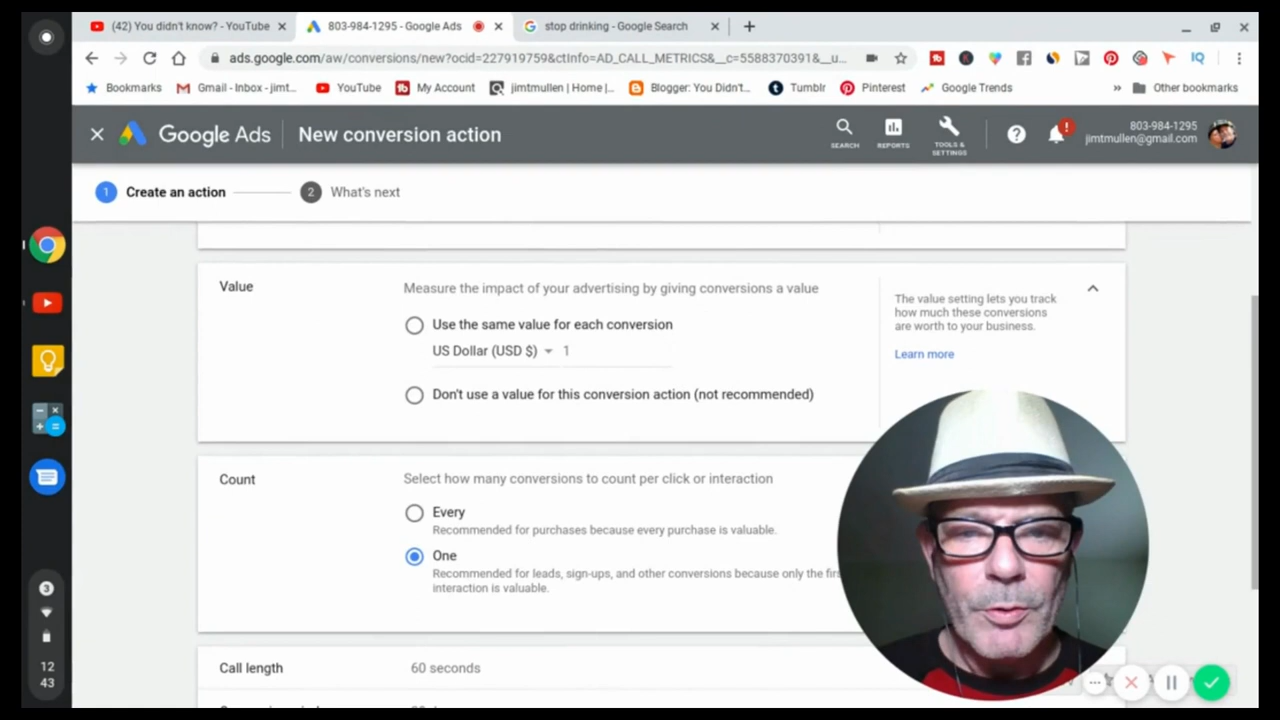 (42) You didn't know? - YouTube
803-984-1295 - Google Ads
stop drinking - Google Search
ads.google.com/aw/conversions/new?ocid=227919759&ctInfo=AD_CALL_METRICS&__c=5588370391&__u...
Bookmarks
Gmail - Inbox - jimt...
YouTube
My Account
jimtmullen | Home |...
Blogger: You Didn't...
Tumblr
Pinterest
Google Trends
»
Other bookmarks
Google Ads
New conversion action
SEARCH
REPORTS
TOOLS &
SETTINGS
803-984-1295
jimtmullen@gmail.com
1 Create an action
2 What's next
Value
Measure the impact of your advertising by giving conversions a value
Use the same value for each conversion
US Dollar (USD $) 1
Don't use a value for this conversion action (not recommended)
The value setting lets you track
how much these conversions
are worth to your business.
Learn more
Count
Select how many conversions to count per click or interaction
Every
Recommended for purchases because every purchase is valuable.
One
Recommended for leads, sign-ups, and other conversions because only the
interaction is valuable.
Call length
60 seconds
3
12
43